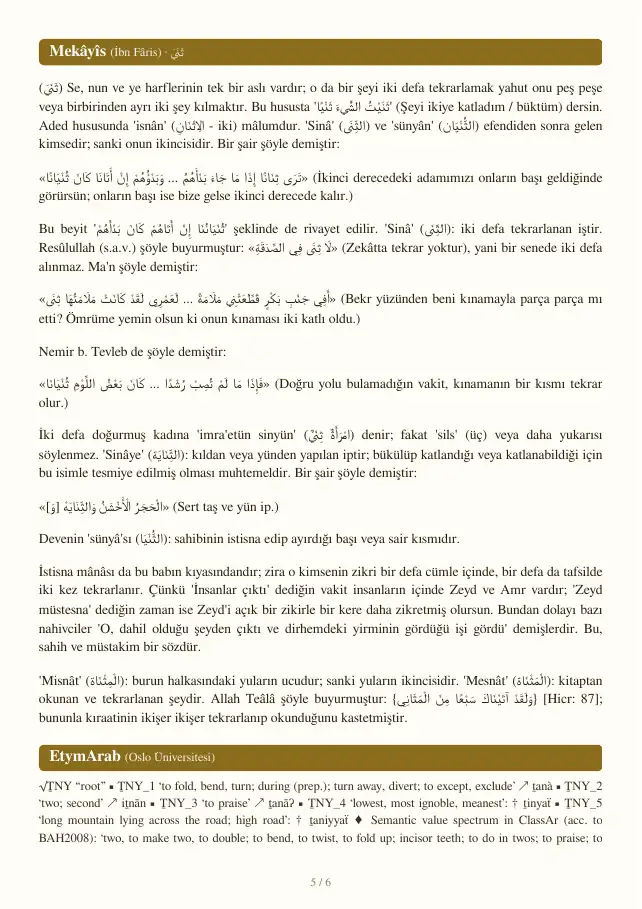 Mekâyîs (İbn Fâris) · ثَنَيَ
(ثَنَيَ) Se, nun ve ye harflerinin tek bir aslı vardır; o da bir şeyi iki defa tekrarlamak yahut onu peş peşe
veya birbirinden ayrı iki şey kılmaktır. Bu hususta 'ثَنَيْتُ الشَّيْءَ ثَنْيًا' (Şeyi ikiye katladım / büktüm) dersin.
Aded hususunda 'isnân' (الِاثْنَانِ - iki) mâlumdur. 'Sinâ' (الثِّنَى) ve 'sünyân' (الثُّنْيَان) efendiden sonra gelen
kimsedir; sanki onun ikincisidir. Bir şair şöyle demiştir:
«تَرَى ثِنَانَا إِذَا مَا جَاءَ بَدْأَهُمُ ... وَبَدْؤُهُمْ إِنْ أَتَانَا كَانَ ثُنْيَانًا» (İkinci derecedeki adamımızı onların başı geldiğinde
görürsün; onların başı ise bize gelse ikinci derecede kalır.)
Bu beyit 'ثُنْيَانُنَا إِنْ أَتَاهُمْ كَانَ بَدْأَهُمْ' şeklinde de rivayet edilir. 'Sinâ' (الثِّنَى): iki defa tekrarlanan iştir.
Resûlullah (s.a.v.) şöyle buyurmuştur: «لَا ثِنَى فِي الصَّدَقَةِ» (Zekâtta tekrar yoktur), yani bir senede iki defa
alınmaz. Ma'n şöyle demiştir:
«أَفِي جَنْبِ بَكْرٍ قَطَّعَتْنِي مَلَامَةً ... لَعَمْرِي لَقَدْ كَانَتْ مَلَامَتُهَا ثِنَى» (Bekr yüzünden beni kınamayla parça parça mı
etti? Ömrüme yemin olsun ki onun kınaması iki katlı oldu.)
Nemir b. Tevleb de şöyle demiştir:
«فَإِذَا مَا لَمْ تُصِبْ رُشْدًا ... كَانَ بَعْضُ اللَّوْمِ ثُنْيَانًا» (Doğru yolu bulamadığın vakit, kınamanın bir kısmı tekrar
olur.)
İki defa doğurmuş kadına 'imra'etün sinyün' (امْرَأَةٌ ثِنْيٌ) denir; fakat 'sils' (üç) veya daha yukarısı
söylenmez. 'Sinâye' (الثِّنَايَة): kıldan veya yünden yapılan iptir; bükülüp katlandığı veya katlanabildiği için
bu isimle tesmiye edilmiş olması muhtemeldir. Bir şair şöyle demiştir:
«[وَ] الْحَجَرُ الْأَخْشَنُ وَالثِّنَايَهْ» (Sert taş ve yün ip.)
Devenin 'sünyâ'sı (الثُّنْيَا): sahibinin istisna edip ayırdığı başı veya sair kısmıdır.
İstisna mânâsı da bu babın kıyasındandır; zira o kimsenin zikri bir defa cümle içinde, bir defa da tafsilde
iki kez tekrarlanır. Çünkü 'İnsanlar çıktı' dediğin vakit insanların içinde Zeyd ve Amr vardır; 'Zeyd
müstesna' dediğin zaman ise Zeyd'i açık bir zikirle bir kere daha zikretmiş olursun. Bundan dolayı bazı
nahivciler 'O, dahil olduğu şeyden çıktı ve dirhemdeki yirminin gördüğü işi gördü' demişlerdir. Bu,
sahih ve müstakim bir sözdür.
'Misnât' (الْمِثْنَاة): burun halkasındaki yuların ucudur; sanki yuların ikincisidir. 'Mesnât' (الْمَثْنَاة): kitaptan
okunan ve tekrarlanan şeydir. Allah Teâlâ şöyle buyurmuştur: {وَلَقَدْ آتَيْنَاكَ سَبْعًا مِنَ الْمَثَانِي} [Hicr: 87];
bununla kıraatinin ikişer ikişer tekrarlanıp okunduğunu kastetmiştir.
EtymArab (Oslo Üniversitesi)
√ṮNY “root” ▪ ṮNY_1 ‘to fold, bend, turn; during (prep.); turn away, divert; to except, exclude’ ↗ ṯanà ▪ ṮNY_2
‘two; second’ ↗ iṯnān ▪ ṮNY_3 ‘to praise’ ↗ ṯanāʔ ▪ ṮNY_4 ‘lowest, most ignoble, meanest’: † ṯinyaẗ ▪ ṮNY_5
‘long mountain lying across the road; high road’: † ṯaniyyaẗ ♦ Semantic value spectrum in ClassAr (acc. to
BAH2008): ‘two, to make two, to double; to bend, to twist, to fold up; incisor teeth; to do in twos; to praise; to
5 / 6